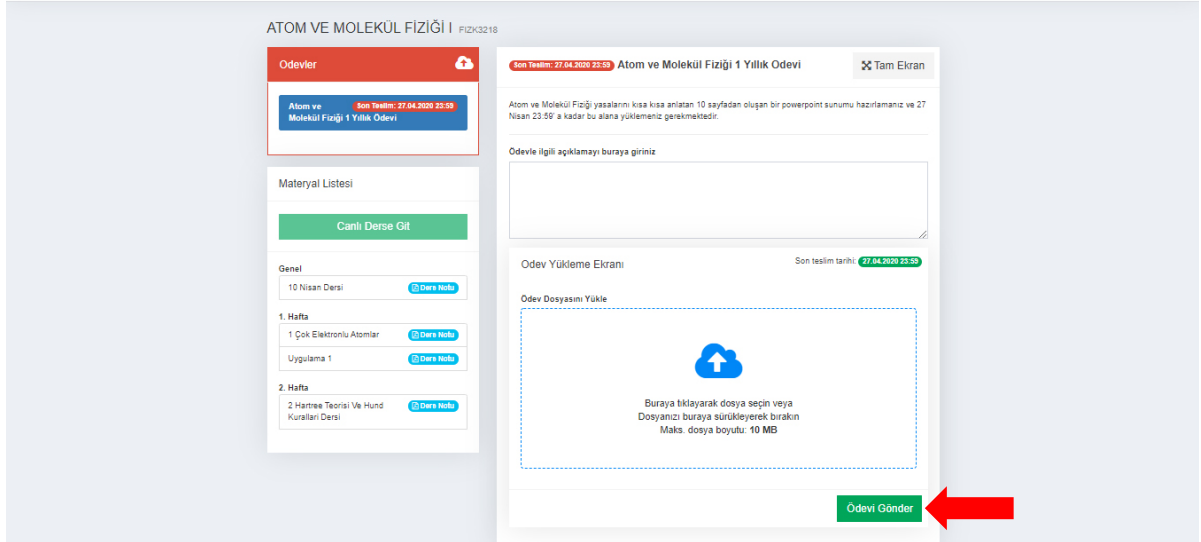 ATOM VE MOLEKÜL FİZİĞİ I FIZK3218
Odevler
Atom ve Son Teslim: 27.04.2020 23:59
Molekül Fiziği 1 Yıllık Ödevi
Materyal Listesi
Canlı Derse Git
Genel
10 Nisan Dersi Ders Notu
1. Hafta
1 Çok Elektronlu Atomlar Ders Notu
Uygulama 1 Ders Notu
2. Hafta
2 Hartree Teorisi Ve Hund Ders Notu
Kurallari Dersi
Son Teslim: 27.04.2020 23:59 Atom ve Molekül Fiziği 1 Yıllık Odevi
Tam Ekran
Atom ve Molekül Fiziği yasalarını kısa kısa anlatan 10 sayfadan oluşan bir powerpoint sunumu hazırlamanız ve 27
Nisan 23:59' a kadar bu alana yüklemeniz gerekmektedir.
Ödevle ilgili açıklamayı buraya giriniz
Odev Yükleme Ekranı
Son teslim tarihi: 27.04.2020 23:59
Ödev Dosyasını Yükle
Buraya tıklayarak dosya seçin veya
Dosyanızı buraya sürükleyerek bırakın
Maks. dosya boyutu: 10 MB
Ödevi Gönder